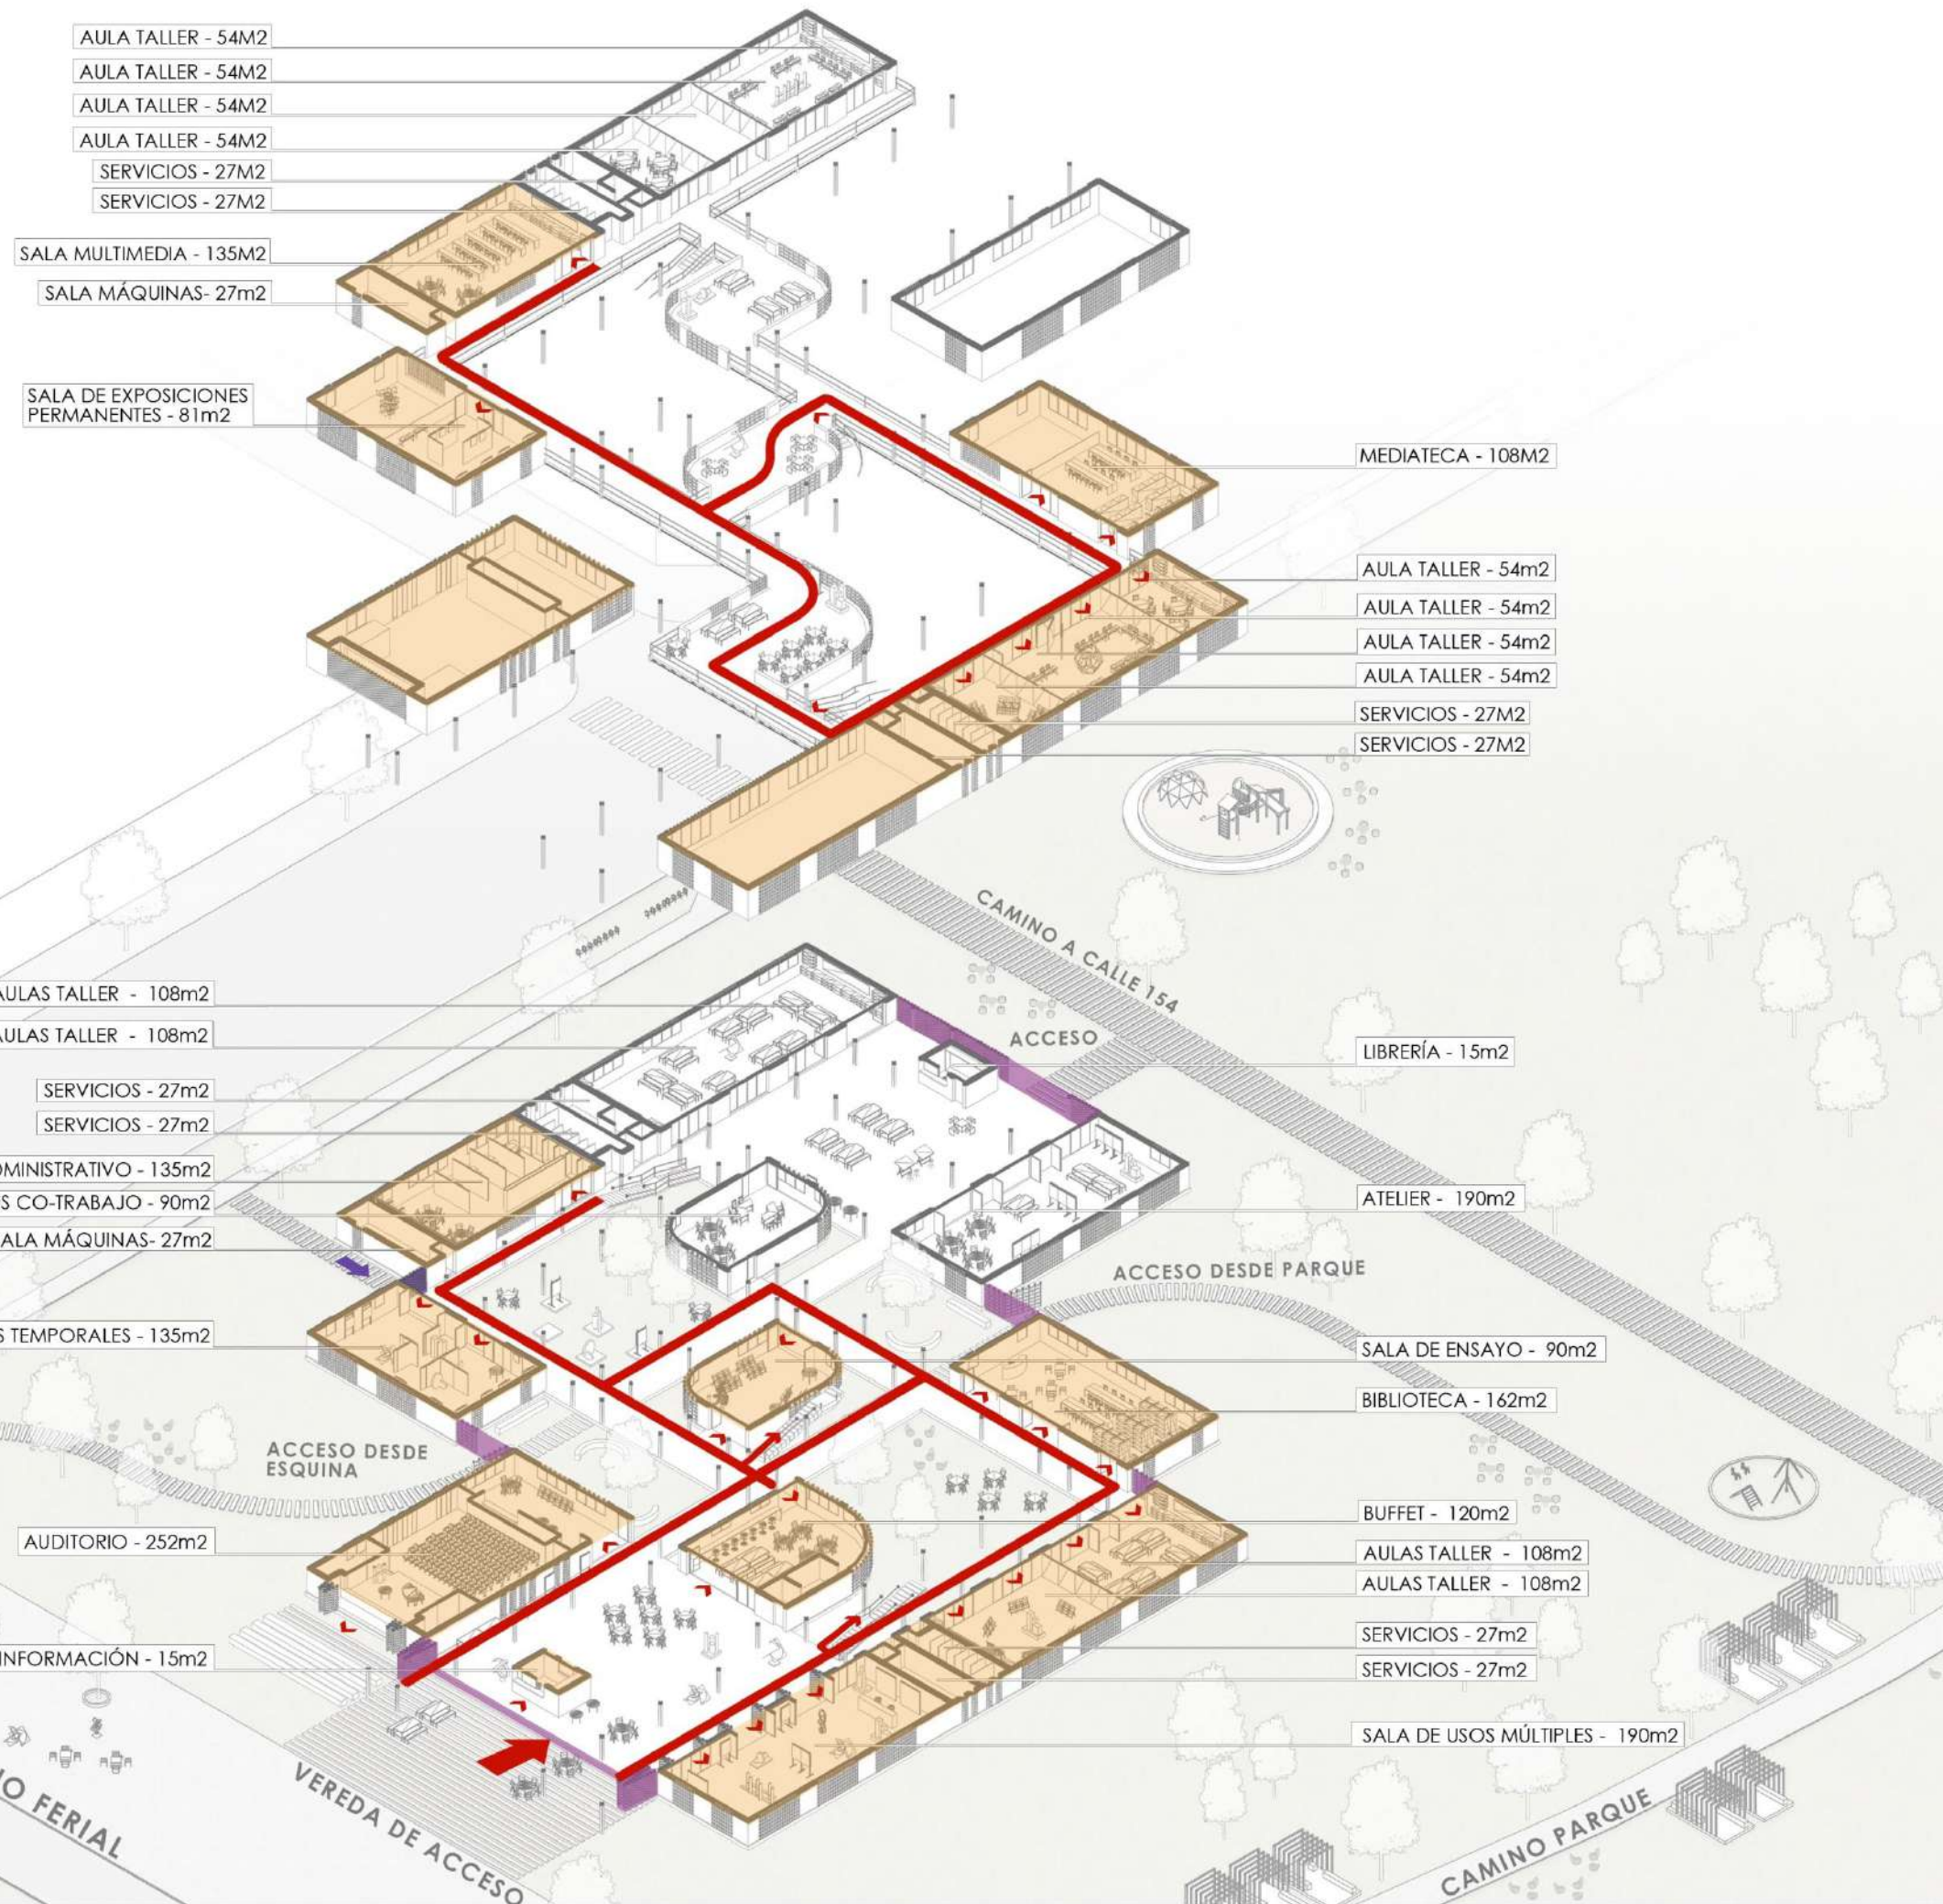 AULA TALLER - 54M2
AULA TALLER - 54M2
AULA TALLER - 54M2
AULA TALLER - 54M2
SERVICIOS - 27M2
SERVICIOS - 27M2
SALA MULTIMEDIA - 135M2
SALA MÁQUINAS- 27m2
SALA DE EXPOSICIONES
PERMANENTES - 81m2
MEDIATECA - 108M2
AULA TALLER - 54m2
AULA TALLER - 54m2
AULA TALLER - 54m2
AULA TALLER - 54m2
SERVICIOS - 27M2
SERVICIOS - 27M2
CAMINO A CALLE 154
AULAS TALLER - 108m2
AULAS TALLER - 108m2
SERVICIOS - 27m2
SERVICIOS - 27m2
DMINISTRATIVO - 135m2
S CO-TRABAJO - 90m2
ALA MÁQUINAS- 27m2
S TEMPORALES - 135m2
ACCESO DESDE
ESQUINA
AUDITORIO - 252m2
INFORMACIÓN - 15m2
ACCESO
LIBRERÍA - 15m2
ATELIER - 190m2
ACCESO DESDE PARQUE
SALA DE ENSAYO - 90m2
BIBLIOTECA - 162m2
BUFFET - 120m2
AULAS TALLER - 108m2
AULAS TALLER - 108m2
SERVICIOS - 27m2
SERVICIOS - 27m2
SALA DE USOS MÚLTIPLES - 190m2
O FERIAL
VEREDA DE ACCESO
CAMINO PARQUE